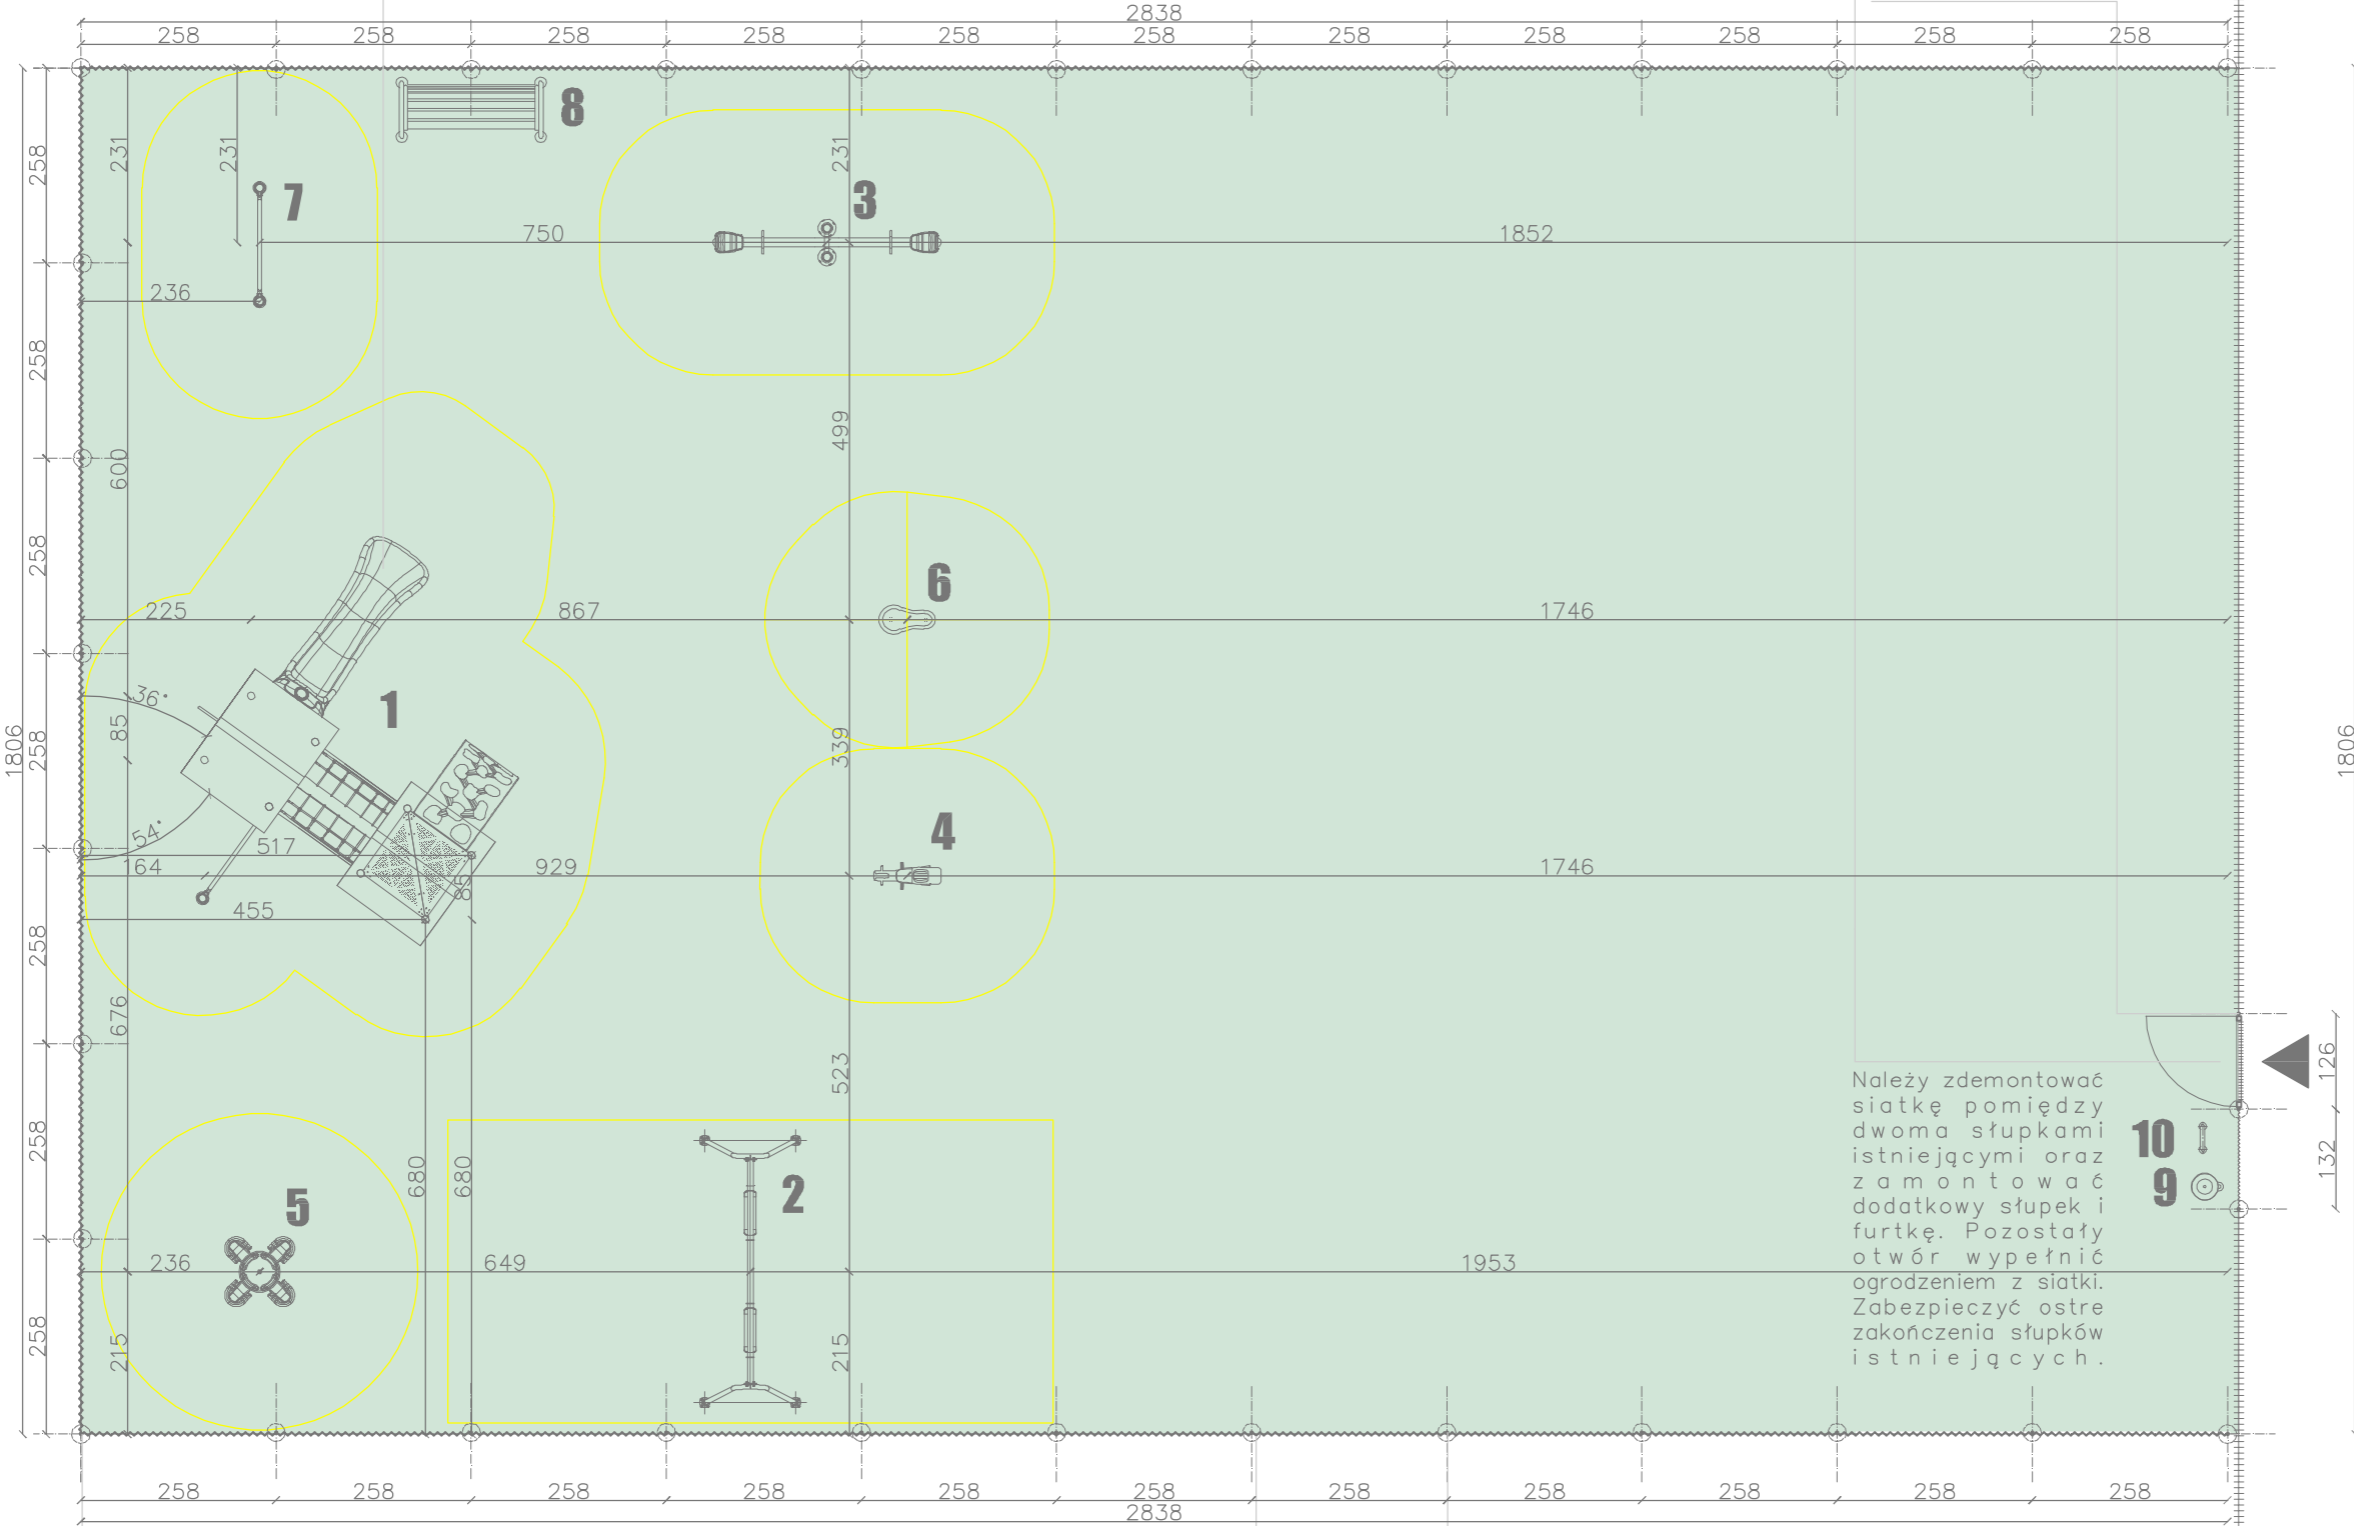 2838
258 258 258 258 258 258 258 258 258 258 258
8
231 231 231
258
7 3
750 1852
236
258
499
600
6
258
225 867 1746
1
36°
85
258
339
1806 1806
4
54°
517
164 929 1746
85
455
258
676
523
126
Należy zdemontować
siatkę pomiędzy
dwoma słupkami
istniejącymi oraz
zamontować
dodatkowy słupek i
furtkę. Pozostały
otwór wypełnić
ogrodzeniem z siatki.
Zabezpieczyć ostre
zakończenia słupków
istniejących.
10
132
9
258
680 680
2
5
236 649 1953
258
215 215
258 258 258 258 258 258 258 258 258 258 258
2838